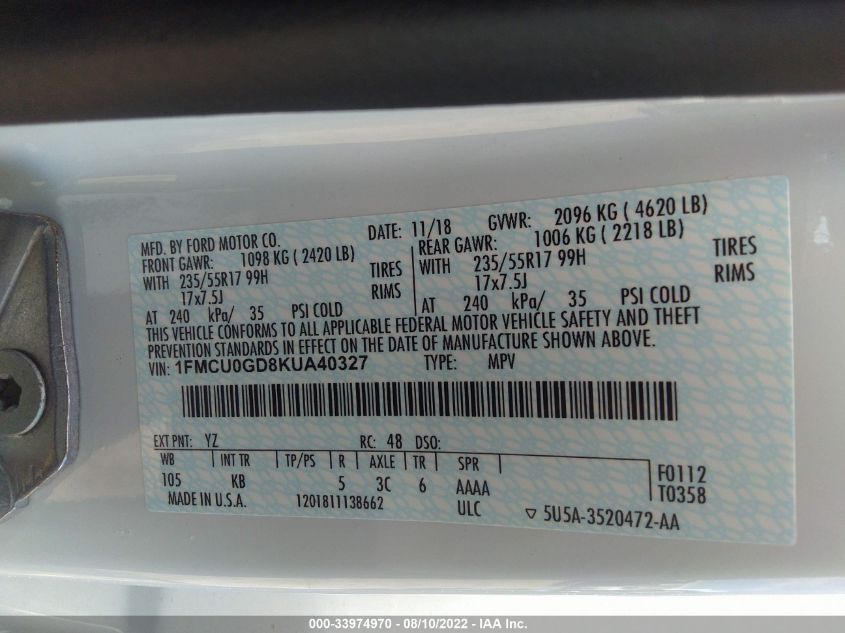 MFD. BY FORD MOTOR CO. DATE: 11/18 GVWR: 2096 KG ( 4620 LB)
FRONT GAWR: 1098 KG ( 2420 LB) REAR GAWR: 1006 KG ( 2218 LB)
WITH 235/55R17 99H TIRES WITH 235/55R17 99H TIRES
17x7.5J RIMS 17x7.5J RIMS
AT 240 kPa/ 35 PSI COLD AT 240 kPa/ 35 PSI COLD
THIS VEHICLE CONFORMS TO ALL APPLICABLE FEDERAL MOTOR VEHICLE SAFETY AND THEFT
PREVENTION STANDARDS IN EFFECT ON THE DATE OF MANUFACTURE SHOWN ABOVE.
VIN: 1FMCU0GD8KUA40327 TYPE: MPV
EXT PNT: YZ RC: 48 DSO:
WB INT TR TP/PS R AXLE TR SPR
105 KB 5 3C 6 AAAA
F0112
T0358
MADE IN U.S.A. 1201811138662 ULC ▽ 5U5A-3520472-AA
000-33974970 — 08/10/2022 — IAA Inc.